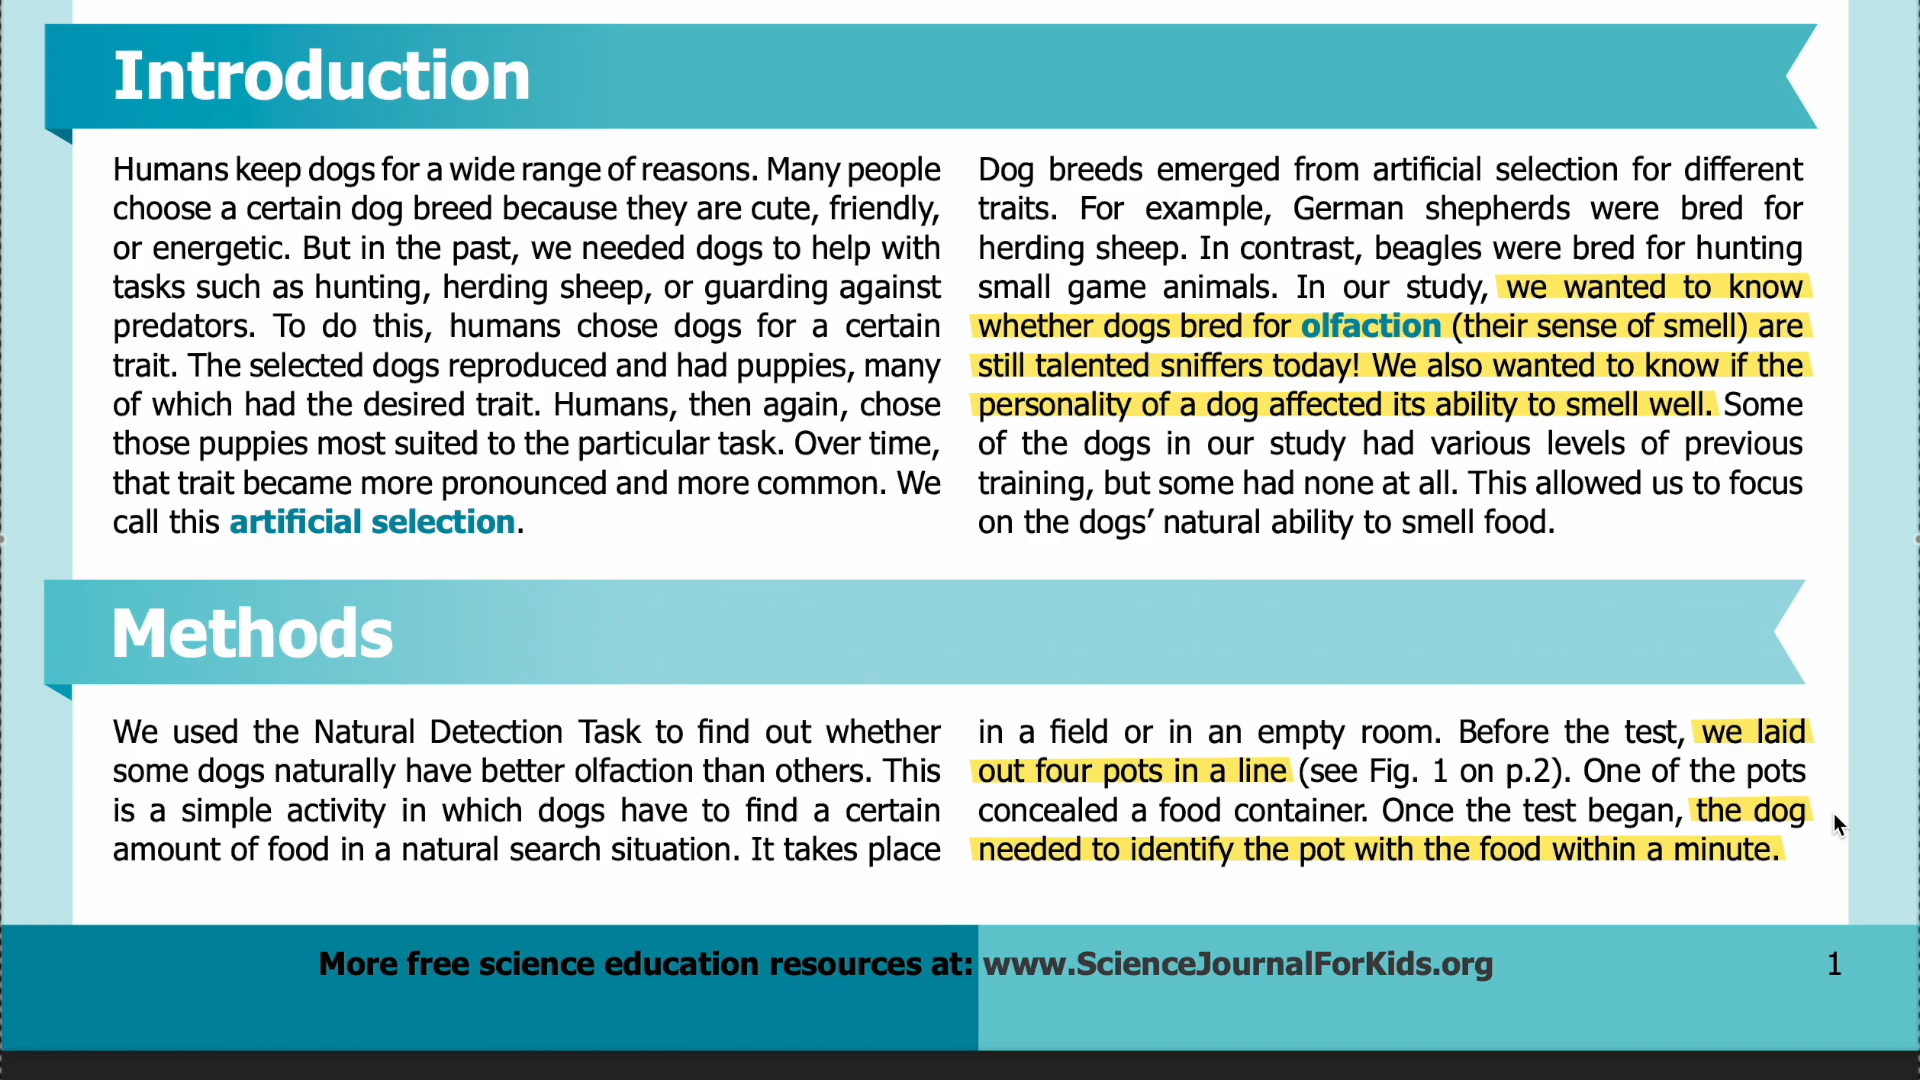 Introduction
Humans keep dogs for a wide range of reasons. Many people
choose a certain dog breed because they are cute, friendly,
or energetic. But in the past, we needed dogs to help with
tasks such as hunting, herding sheep, or guarding against
predators. To do this, humans chose dogs for a certain
trait. The selected dogs reproduced and had puppies, many
of which had the desired trait. Humans, then again, chose
those puppies most suited to the particular task. Over time,
that trait became more pronounced and more common. We
call this artificial selection.
Dog breeds emerged from artificial selection for different
traits. For example, German shepherds were bred for
herding sheep. In contrast, beagles were bred for hunting
small game animals. In our study, we wanted to know
whether dogs bred for olfaction (their sense of smell) are
still talented sniffers today! We also wanted to know if the
personality of a dog affected its ability to smell well. Some
of the dogs in our study had various levels of previous
training, but some had none at all. This allowed us to focus
on the dogs’ natural ability to smell food.
Methods
We used the Natural Detection Task to find out whether
some dogs naturally have better olfaction than others. This
is a simple activity in which dogs have to find a certain
amount of food in a natural search situation. It takes place
in a field or in an empty room. Before the test, we laid
out four pots in a line (see Fig. 1 on p.2). One of the pots
concealed a food container. Once the test began, the dog
needed to identify the pot with the food within a minute.
More free science education resources at: www.ScienceJournalForKids.org
1